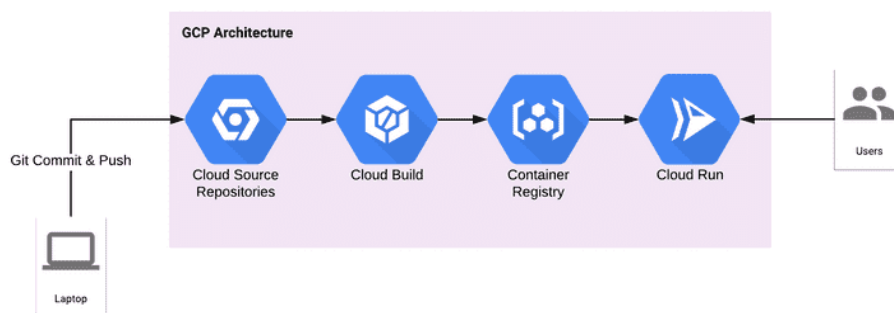 GCP Architecture
Git Commit & Push
Cloud Source
Repositories
Cloud Build
Container
Registry
Cloud Run
Users
Laptop